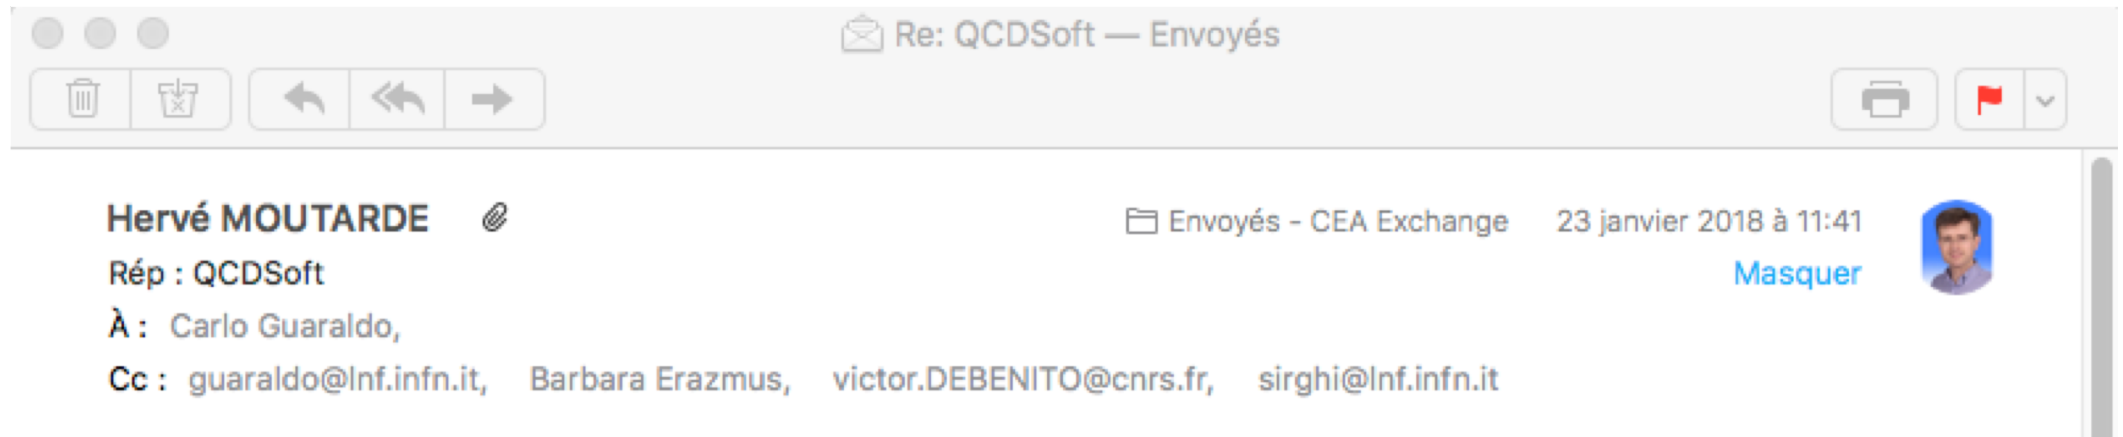 Re: QCDSoft — Envoyés
Hervé MOUTARDE
Envoyés - CEA Exchange 23 janvier 2018 à 11:41
Rép : QCDSoft
Masquer
À : Carlo Guaraldo,
Cc : guaraldo@lnf.infn.it, Barbara Erazmus, victor.DEBENITO@cnrs.fr, sirghi@lnf.infn.it